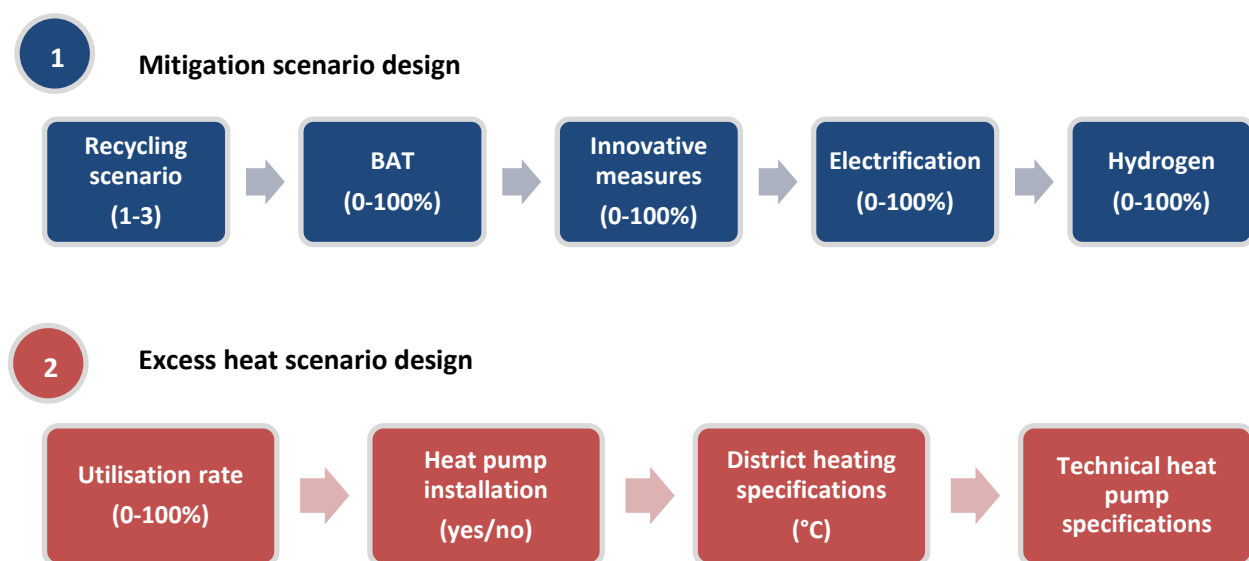 1
Mitigation scenario design
Recycling
scenario
(1-3)
BAT
(0-100%)
Innovative
measures
(0-100%)
Electrification
(0-100%)
Hydrogen
(0-100%)
2
Excess heat scenario design
Utilisation rate
(0-100%)
Heat pump
installation
(yes/no)
District heating
specifications
(°C)
Technical heat
pump
specifications